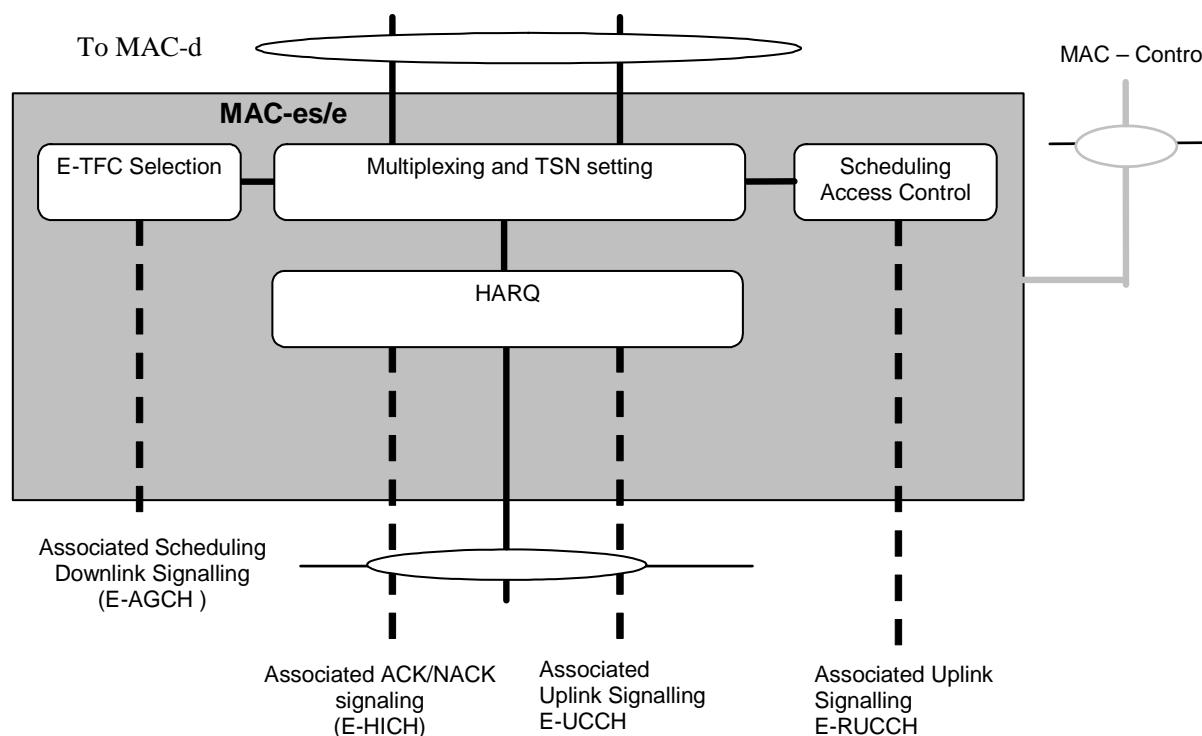 To MAC-d
MAC – Contro
MAC-es/e
E-TFC Selection
Multiplexing and TSN setting
Scheduling
Access Control
HARQ
Associated Scheduling
Downlink Signalling
(E-AGCH )
Associated ACK/NACK
signaling
(E-HICH)
Associated
Uplink Signalling
E-UCCH
Associated Uplink
Signalling
E-RUCCH